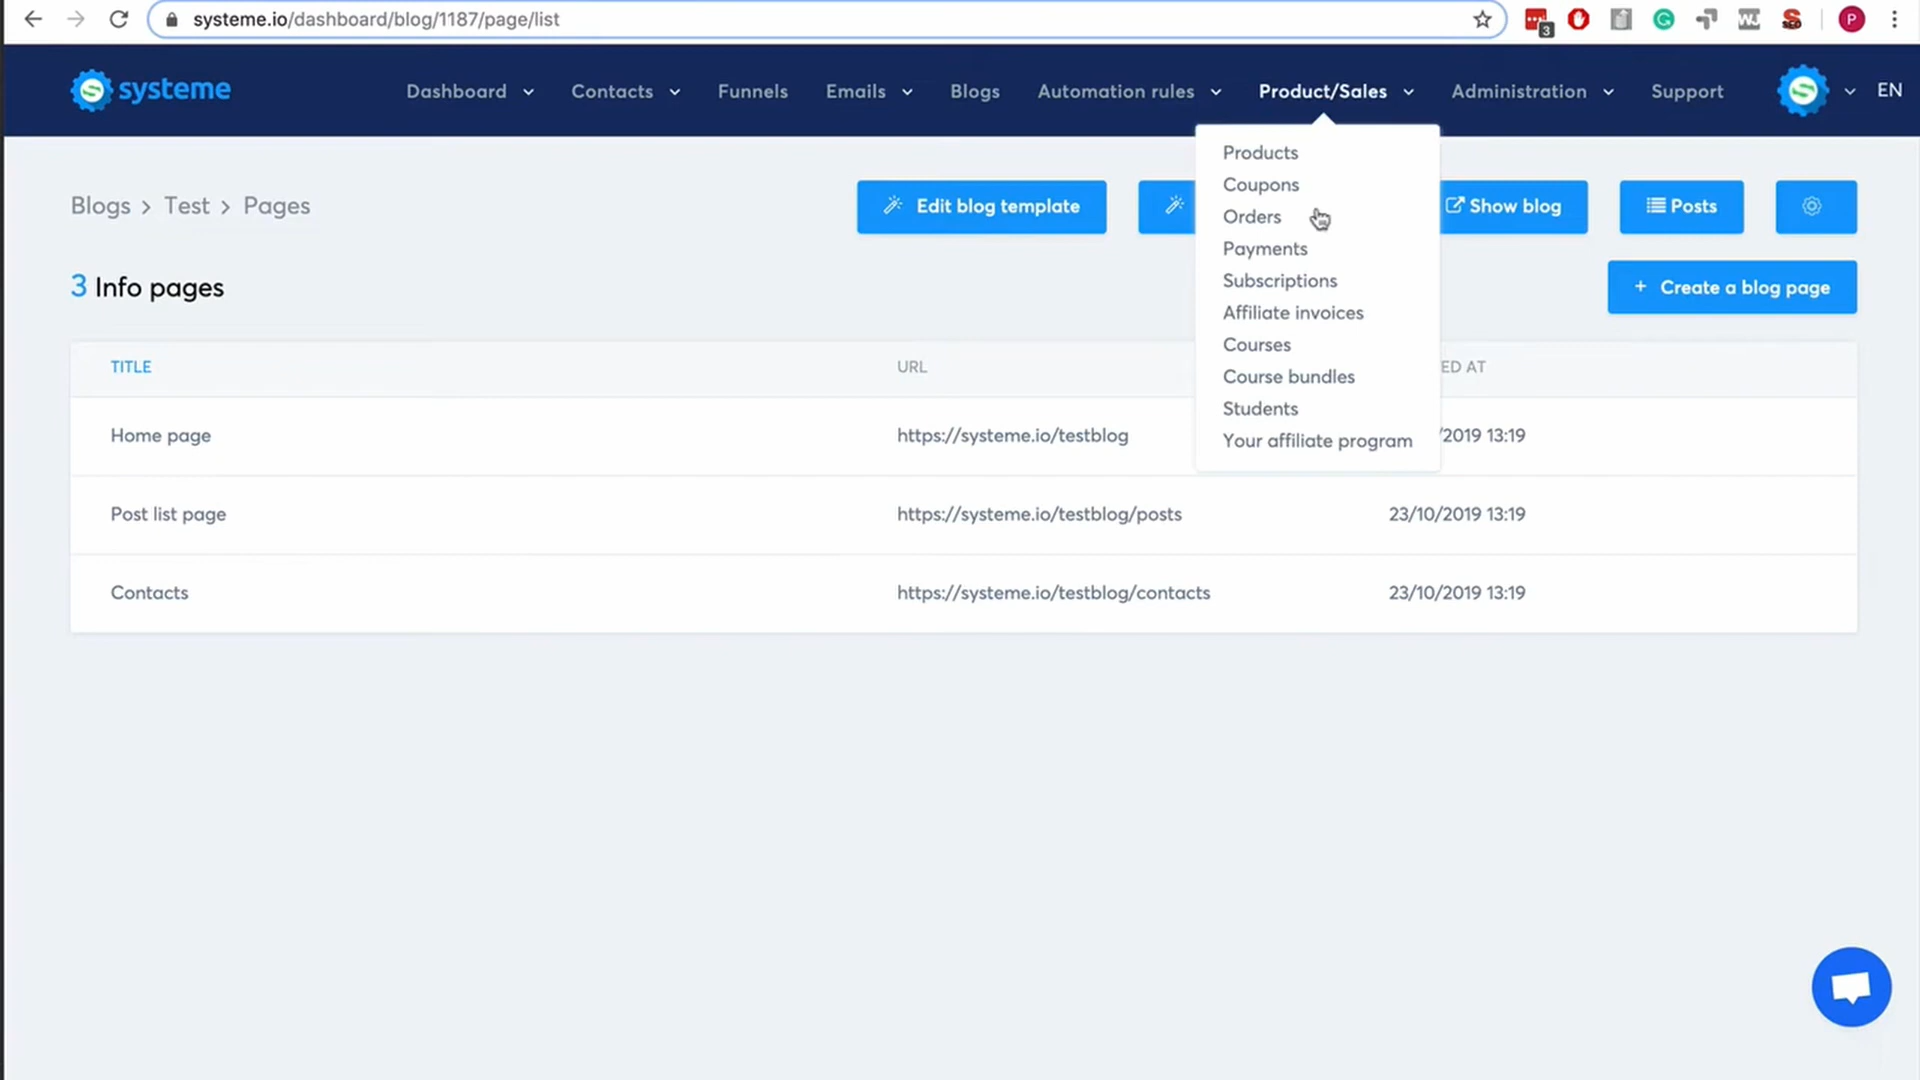 systeme.io/dashboard/blog/1187/page/list
3
P
systeme
Dashboard
Contacts
Funnels
Emails
Blogs
Automation rules
Product/Sales
Administration
Support
EN
Products
Coupons
Orders
Payments
Subscriptions
Affiliate invoices
Courses
Course bundles
Students
Your affiliate program
Blogs > Test > Pages
Edit blog template
Show blog
Posts
3 Info pages
+ Create a blog page
TITLE URL ED AT
Home page https://systeme.io/testblog /2019 13:19
Post list page https://systeme.io/testblog/posts 23/10/2019 13:19
Contacts https://systeme.io/testblog/contacts 23/10/2019 13:19